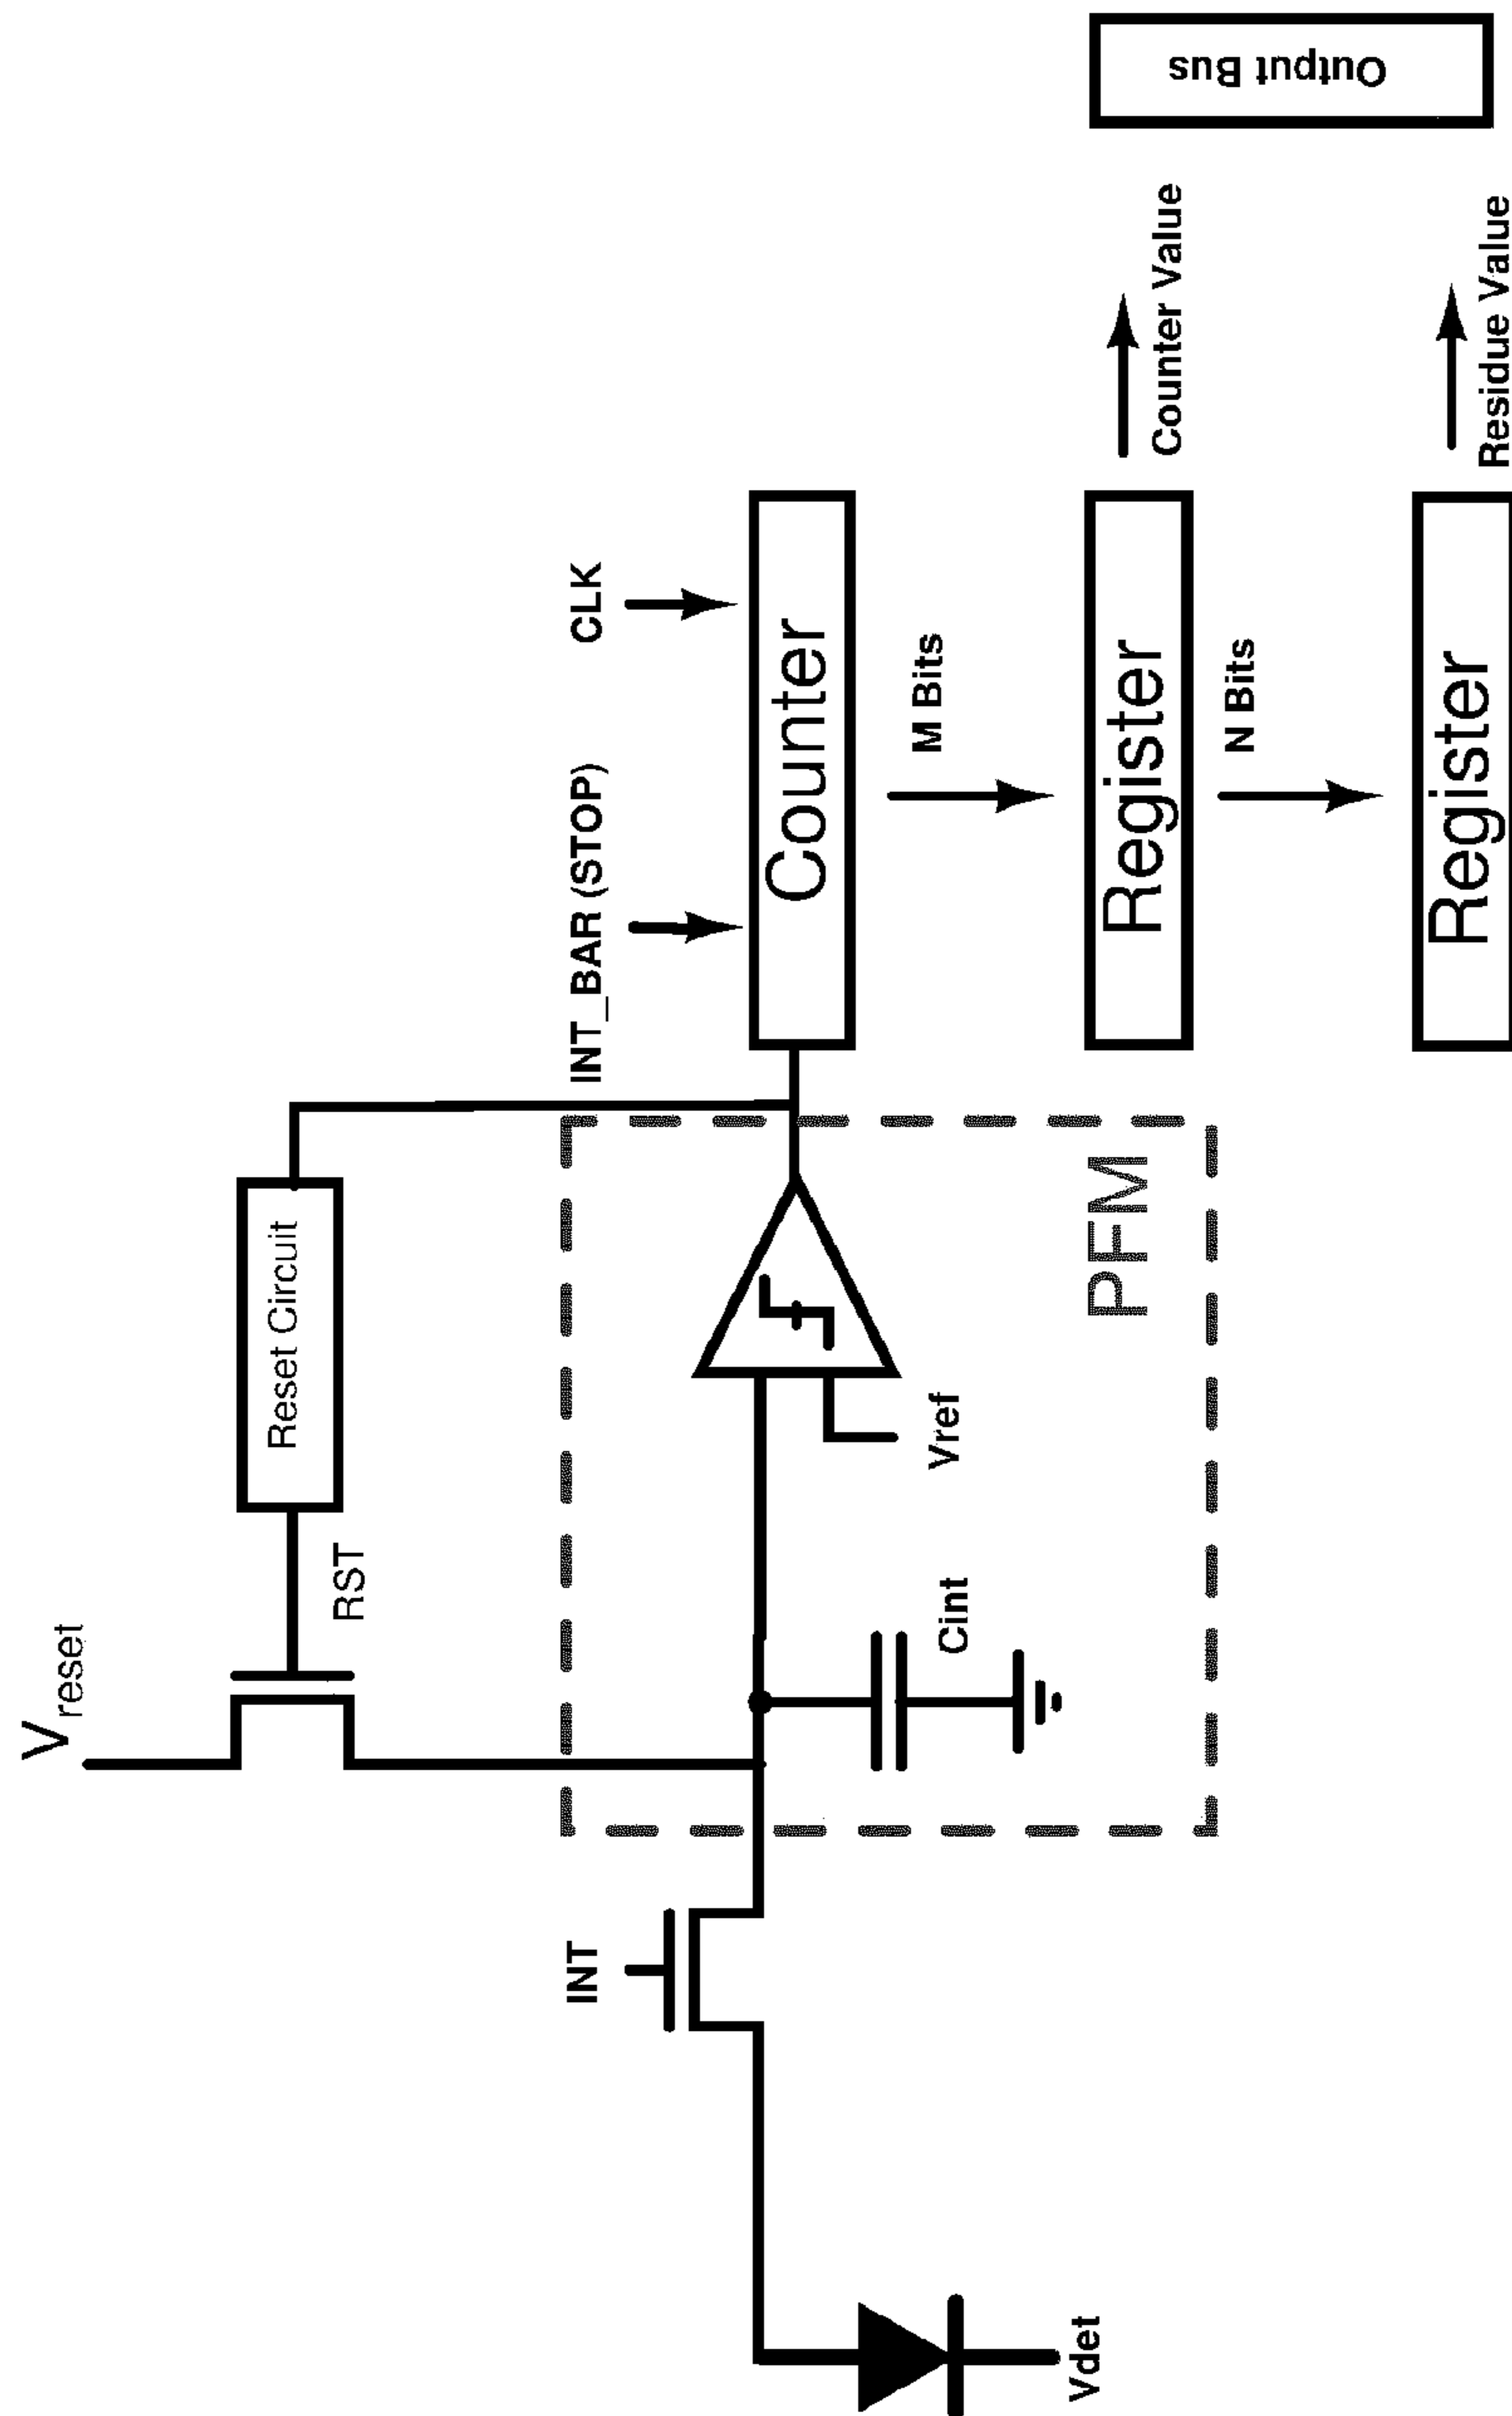 Vreset
RST
Reset Circuit
INT
INT_BAR (STOP)
CLK
Vdet
Cint
Vref
PFM
Counter
M Bits
Register
Counter Value
N Bits
Register
Residue Value
Output Bus